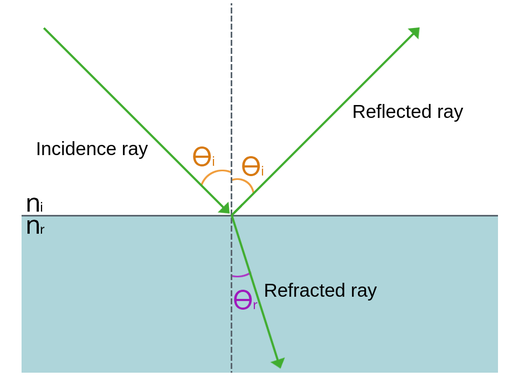 Reflected ray
Incidence ray
Θi
Θi
ni
nr
Refracted ray
Θr